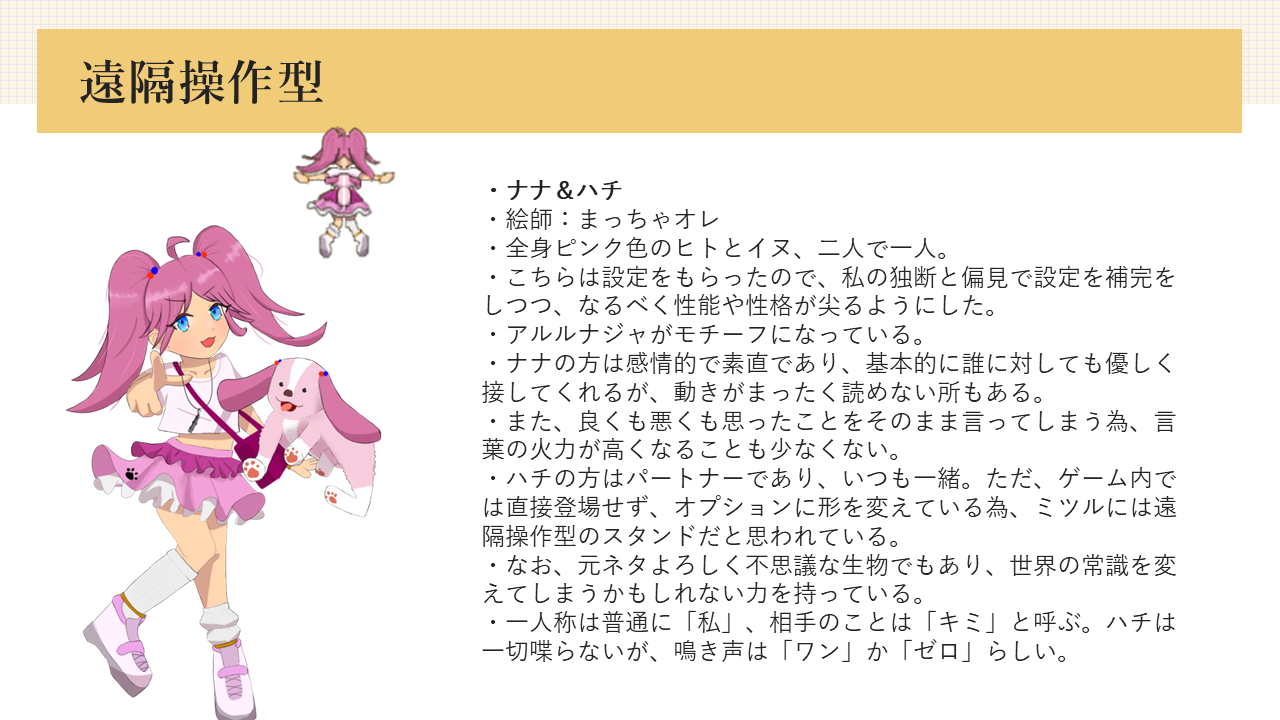 遠隔操作型
・ナナ＆ハチ
・絵師：まっちゃオレ
・全身ピンク色のヒトとイヌ、二人で一人。
・こちらは設定をもらったので、私の独断と偏見で設定を補完を
しつつ、なるべく性能や性格が尖るようにした。
・アルルナジャがモチーフになっている。
・ナナの方は感情的で素直であり、基本的に誰に対しても優しく
接してくれるが、動きがまったく読めない所もある。
・また、良くも悪くも思ったことをそのまま言ってしまう為、言
葉の火力が高くなることも少なくない。
・ハチの方はパートナーであり、いつも一緒。ただ、ゲーム内で
は直接登場せず、オプションに形を変えている為、ミツルには遠
隔操作型のスタンドだと思われている。
・なお、元ネタよろしく不思議な生物でもあり、世界の常識を変
えてしまうかもしれない力を持っている。
・一人称は普通に「私」、相手のことは「キミ」と呼ぶ。ハチは
一切喋らないが、鳴き声は「ワン」か「ゼロ」らしい。